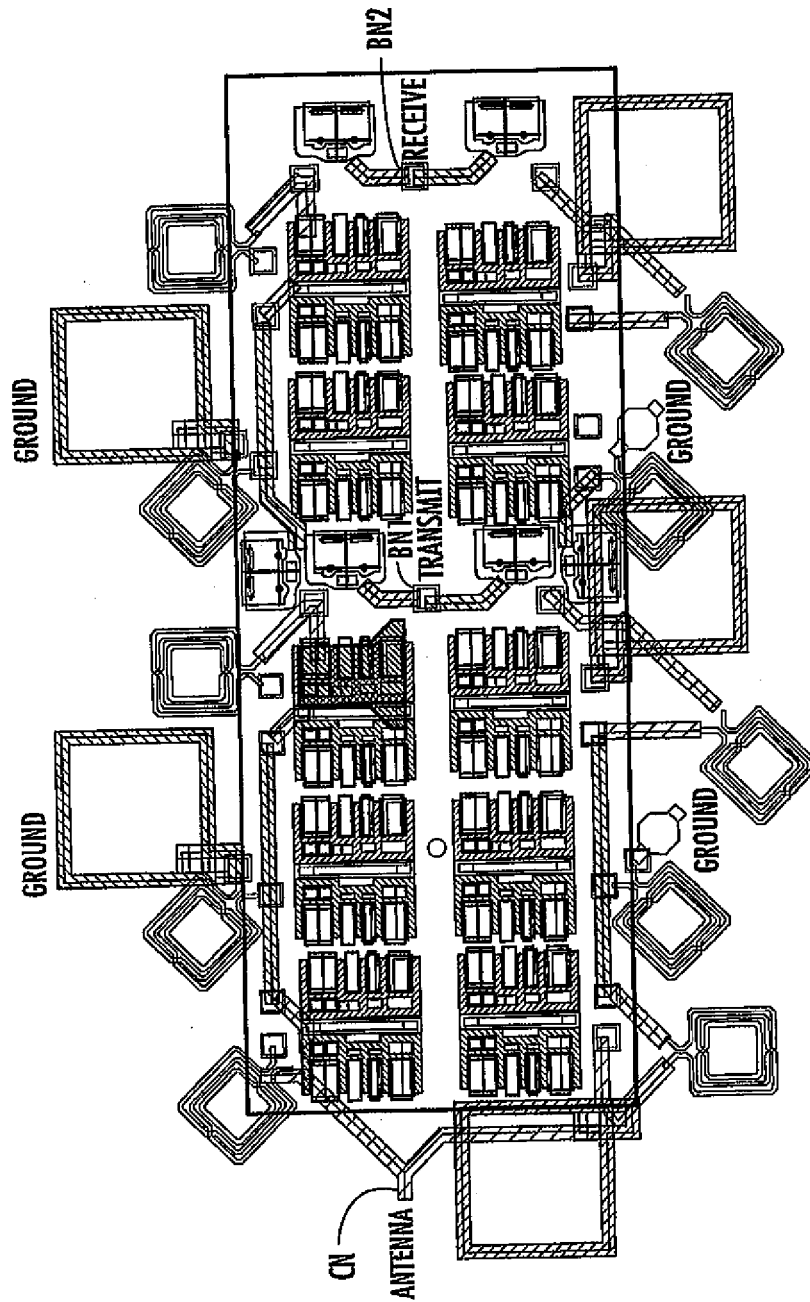 GROUND
GROUND
CN
ANTENNA
BN1
TRANSMIT
BN2
RECEIVE
GROUND
GROUND